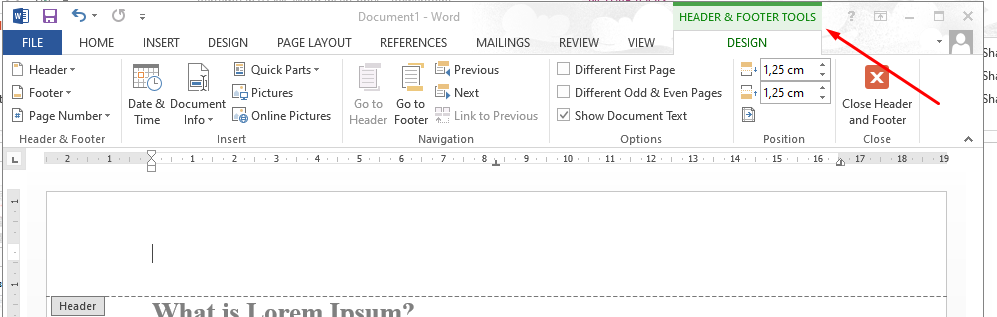 Document1 - Word
HEADER & FOOTER TOOLS
?
FILE HOME INSERT DESIGN PAGE LAYOUT REFERENCES MAILINGS REVIEW VIEW DESIGN
Header
Footer
Page Number
Header & Footer
Date & Time
Document Info
Quick Parts
Pictures
Online Pictures
Insert
Go to Header
Go to Footer
Previous
Next
Link to Previous
Navigation
Different First Page
Different Odd & Even Pages
Show Document Text
Options
1,25 cm
1,25 cm
Position
Close Header and Footer
Close
L 2 1 1 2 3 4 5 6 7 8 9 10 11 12 13 14 15 16 17 18 19
1
1
Header
What is Lorem Ipsum?
Sha
Sha
Sha